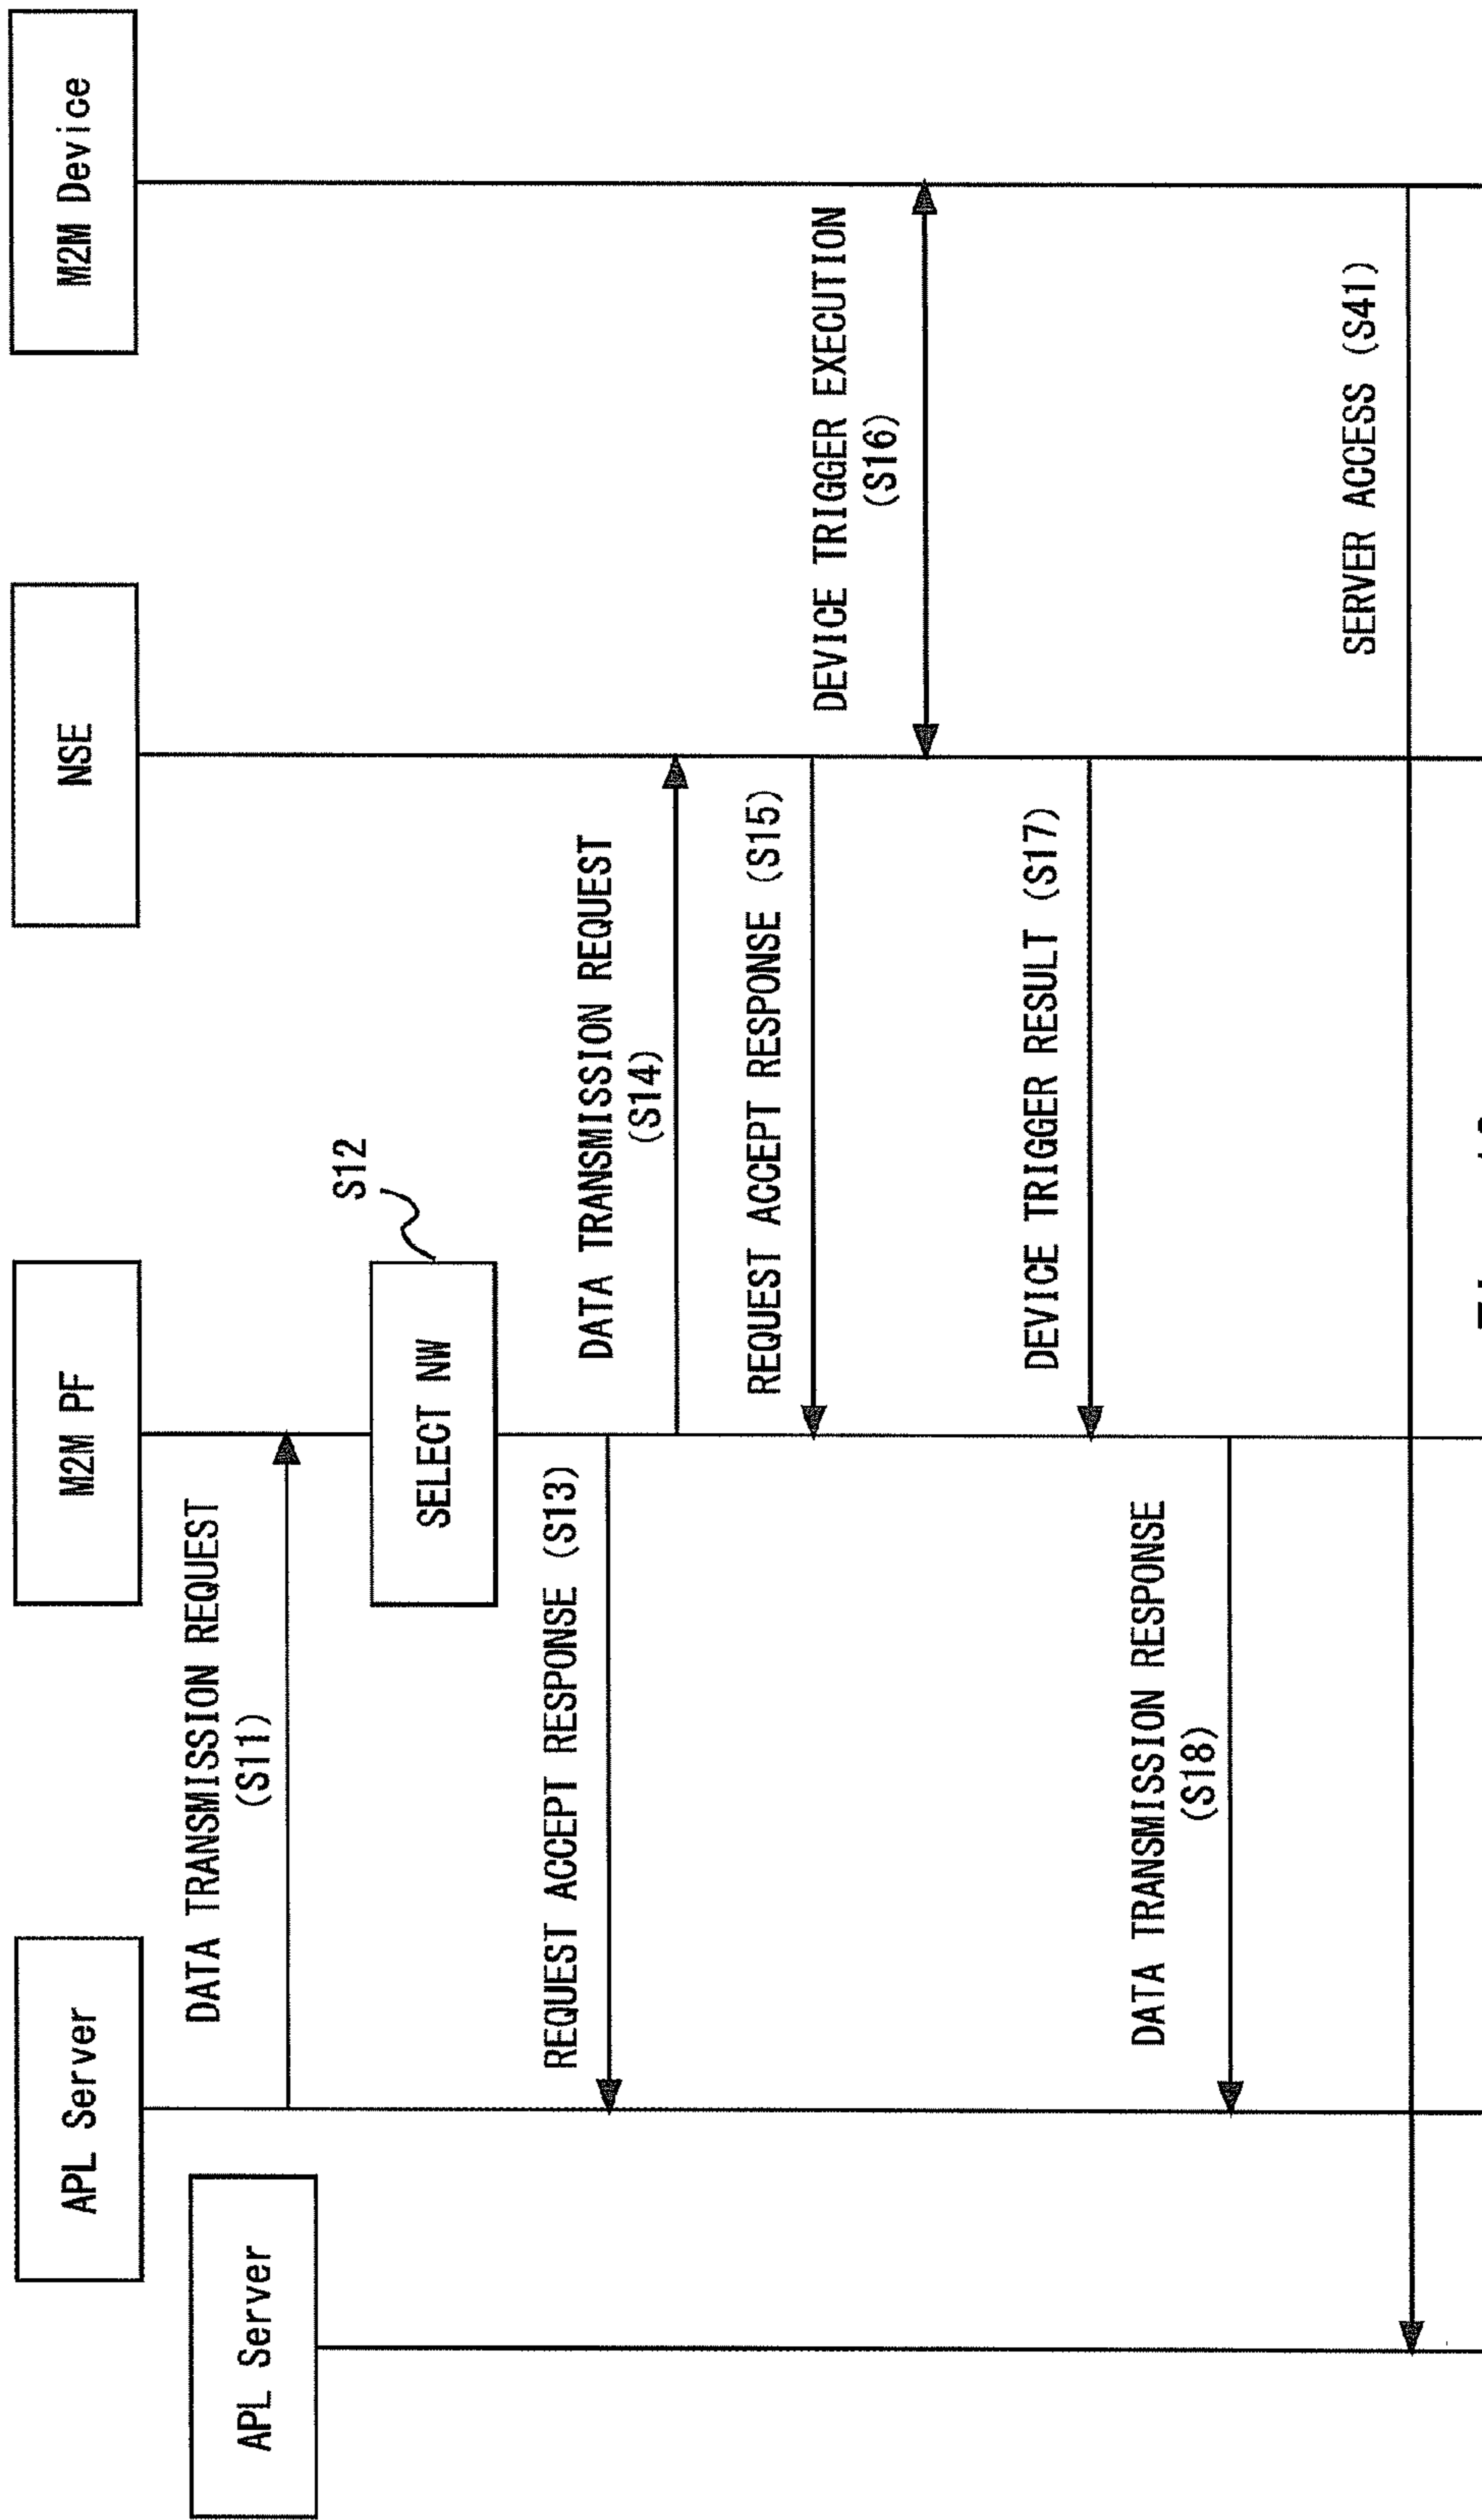 APL Server
APL Server
M2M PF
NSE
M2M Device
DATA TRANSMISSION REQUEST
(S11)
S12
SELECT NW
REQUEST ACCEPT RESPONSE (S13)
DATA TRANSMISSION REQUEST
(S14)
REQUEST ACCEPT RESPONSE (S15)
DEVICE TRIGGER EXECUTION
(S16)
DEVICE TRIGGER RESULT (S17)
DATA TRANSMISSION RESPONSE
(S18)
SERVER ACCESS (S41)